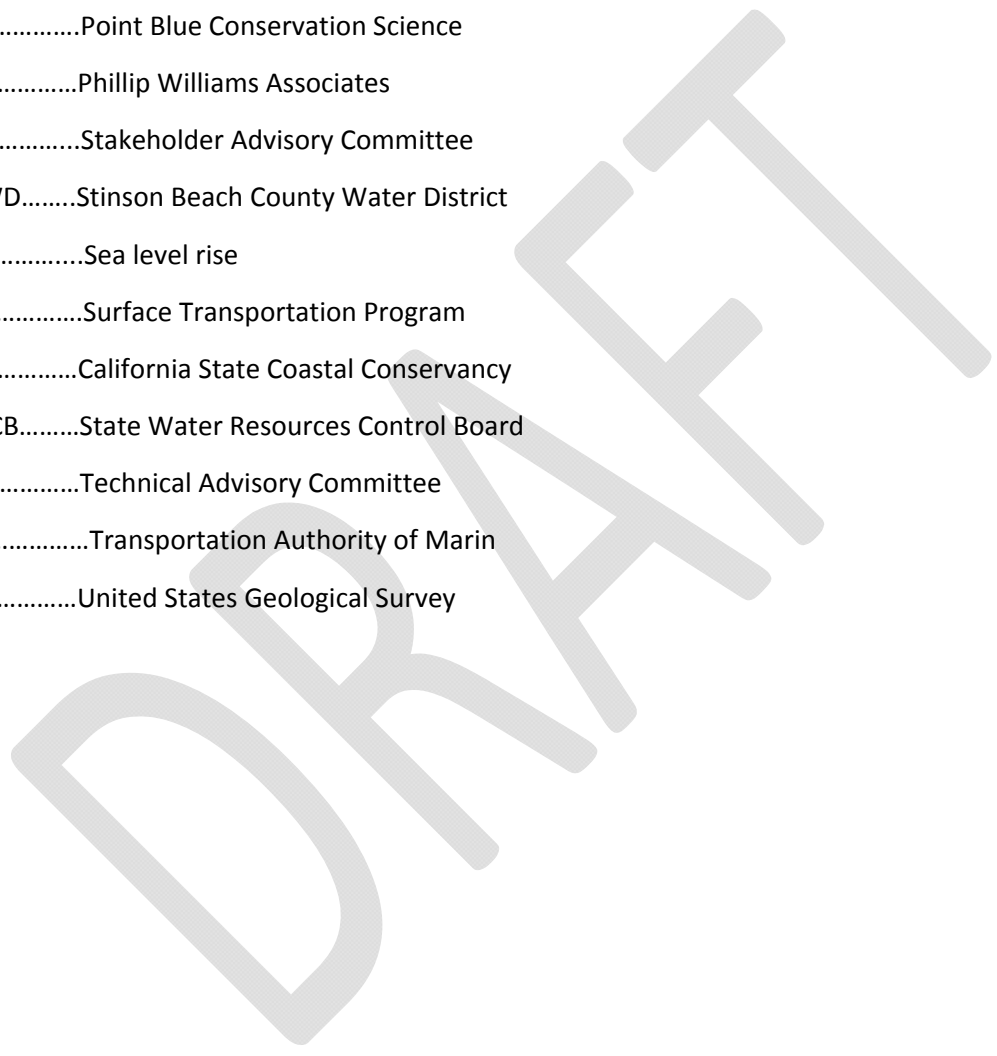 ………….Point Blue Conservation Science
…………Phillip Williams Associates
…………...Stakeholder Advisory Committee
D……..Stinson Beach County Water District
…………....Sea level rise
………….Surface Transportation Program
…………California State Coastal Conservancy
CB………State Water Resources Control Board
…………Technical Advisory Committee
…………Transportation Authority of Marin
…………United States Geological Survey
DRAFT